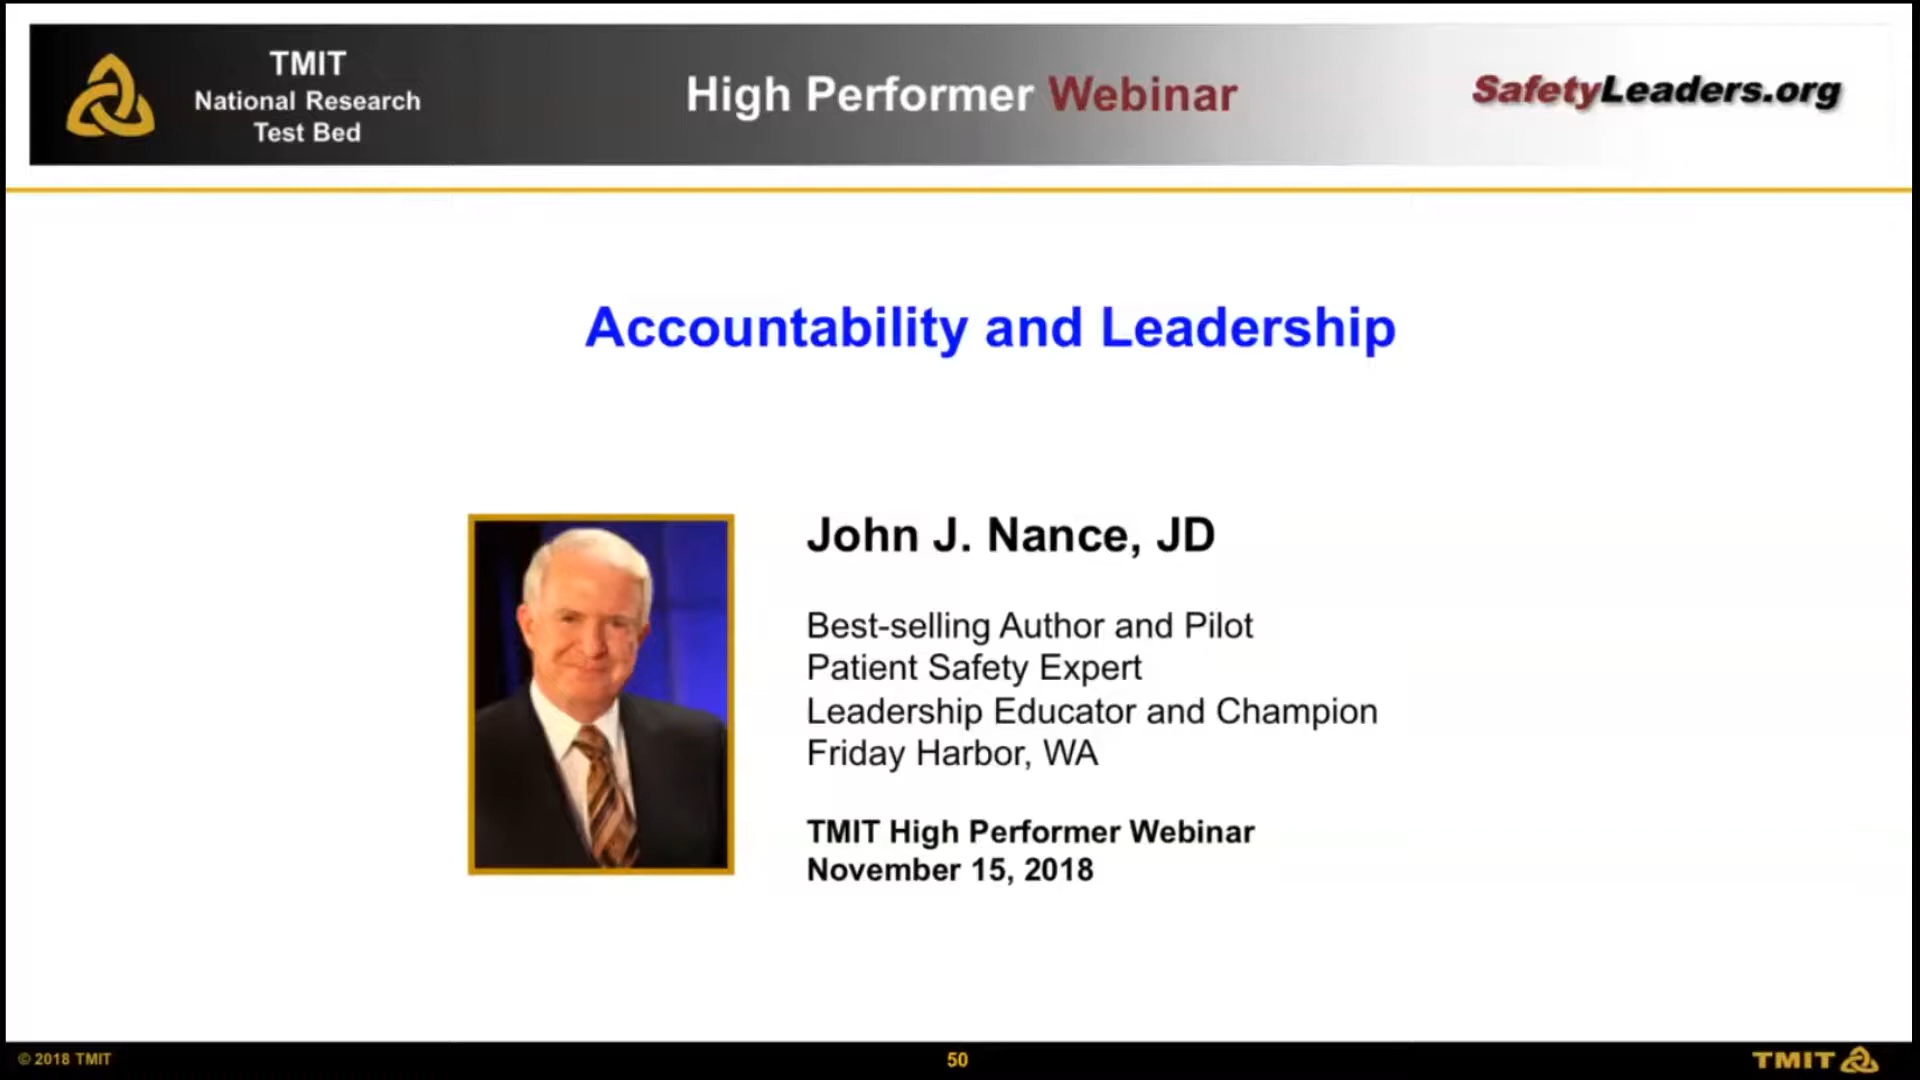 TMIT
National Research
Test Bed
High Performer Webinar
SafetyLeaders.org
Accountability and Leadership
John J. Nance, JD
Best-selling Author and Pilot
Patient Safety Expert
Leadership Educator and Champion
Friday Harbor, WA
TMIT High Performer Webinar
November 15, 2018
© 2018 TMIT
50
TMIT